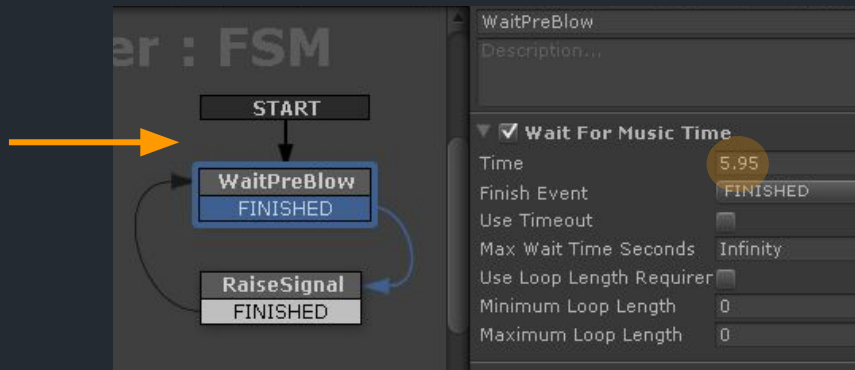 er : FSM
START
WaitPreBlow
FINISHED
RaiseSignal
FINISHED
WaitPreBlow
Description...
Wait For Music Time
Time 5.95
Finish Event FINISHED
Use Timeout
Max Wait Time Seconds Infinity
Use Loop Length Requirer
Minimum Loop Length 0
Maximum Loop Length 0